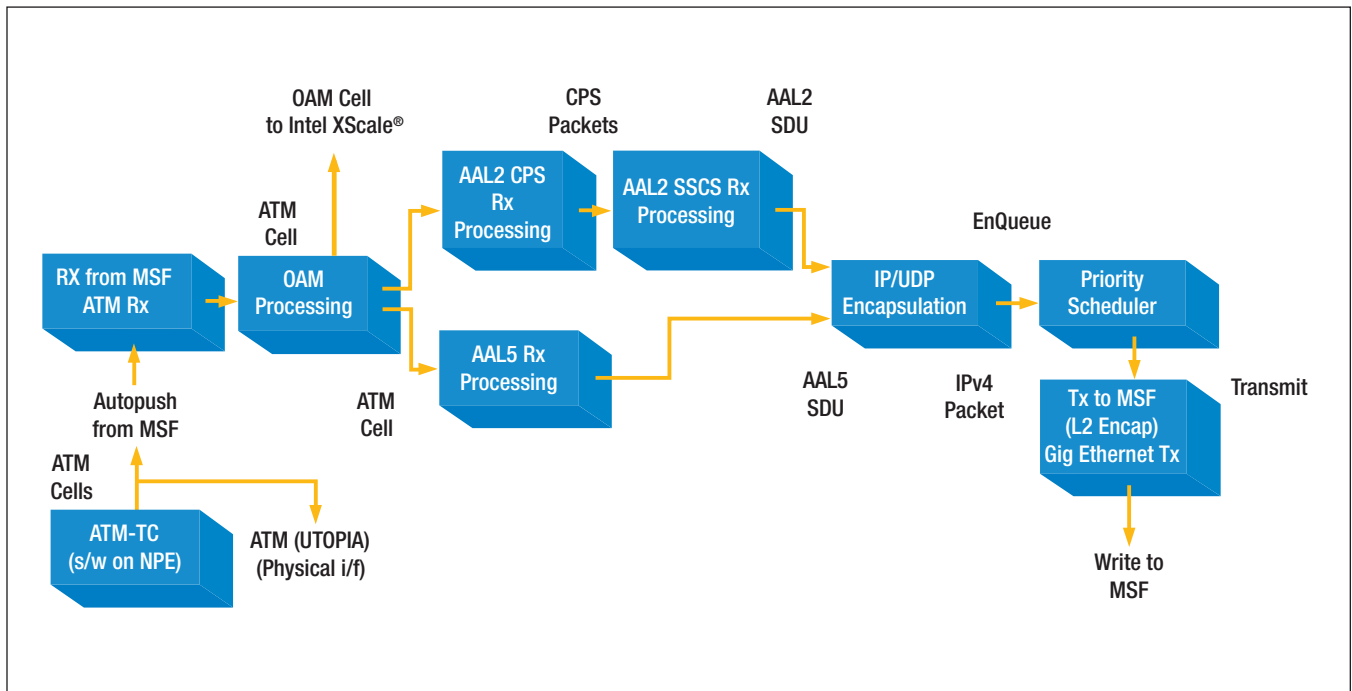 OAM Cell
to Intel XScale®
CPS
Packets
AAL2
SDU
AAL2 CPS
Rx
Processing
AAL2 SSCS Rx
Processing
ATM
Cell
EnQueue
RX from MSF
ATM Rx
OAM
Processing
IP/UDP
Encapsulation
Priority
Scheduler
AAL5 Rx
Processing
Autopush
from MSF
ATM
Cell
AAL5
SDU
IPv4
Packet
Tx to MSF
(L2 Encap)
Gig Ethernet Tx
Transmit
ATM
Cells
ATM-TC
(s/w on NPE)
ATM (UTOPIA)
(Physical i/f)
Write to
MSF